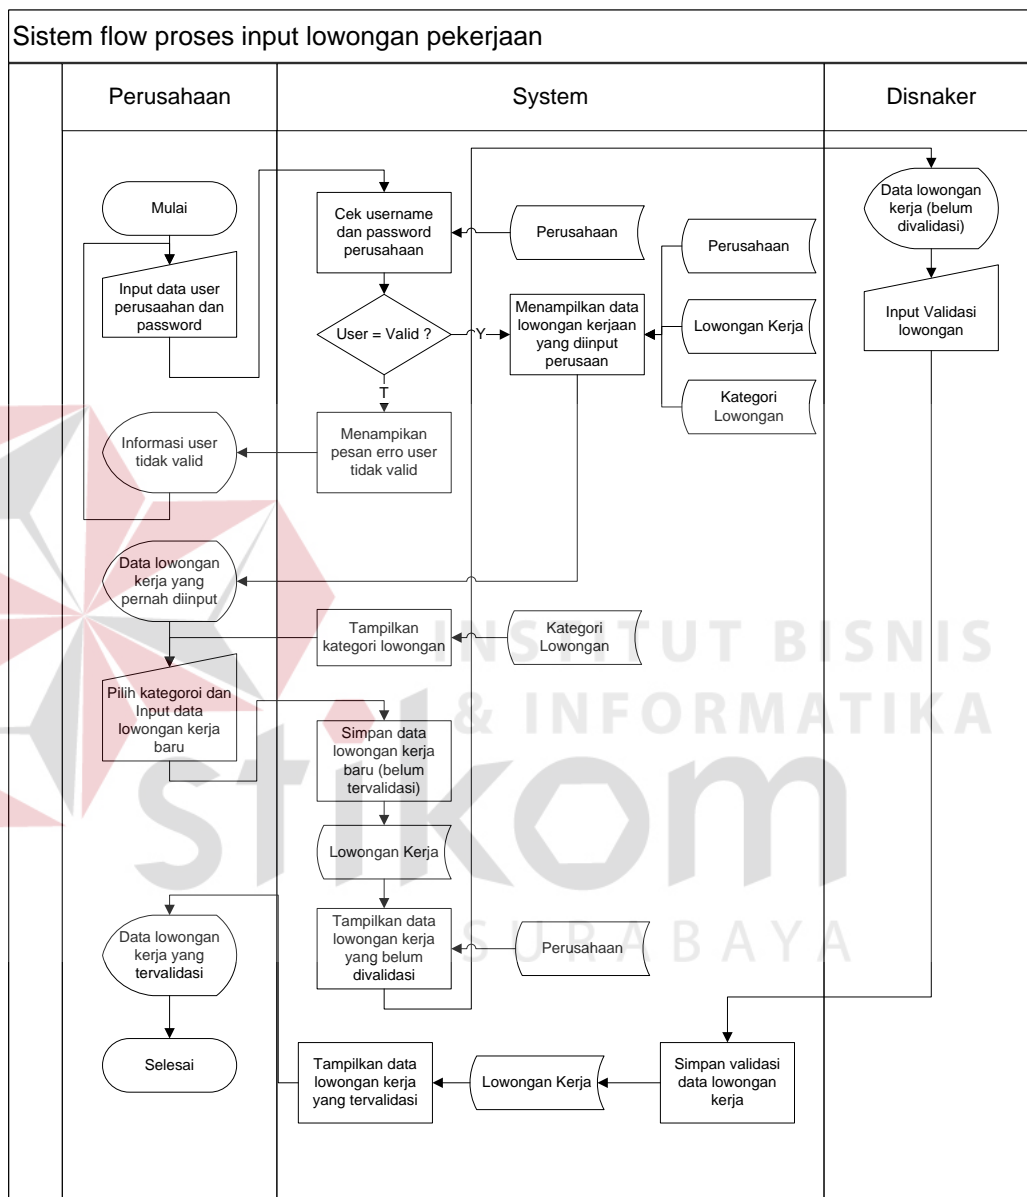 Sistem flow proses input lowongan pekerjaan
Perusahaan
System
Disnaker
Mulai
Input data user
perusaahan dan
password
Cek username
dan password
perusahaan
Perusahaan
User = Valid ?
Y
T
Menampilkan data
lowongan kerjaan
yang diinput
perusaan
Perusahaan
Lowongan Kerja
Kategori
Lowongan
Data lowongan
kerja (belum
divalidasi)
Input Validasi
lowongan
Informasi user
tidak valid
Menampikan
pesan erro user
tidak valid
Data lowongan
kerja yang
pernah diinput
Tampilkan
kategori lowongan
Kategori
Lowongan
Pilih kategoroi dan
Input data
lowongan kerja
baru
Simpan data
lowongan kerja
baru (belum
tervalidasi)
Lowongan Kerja
Tampilkan data
lowongan kerja
yang belum
divalidasi
Perusahaan
Data lowongan
kerja yang
tervalidasi
Selesai
Tampilkan data
lowongan kerja
yang tervalidasi
Lowongan Kerja
Simpan validasi
data lowongan
kerja
INSTITUT BISNIS
& INFORMATIKA
stikom
SURABAYA